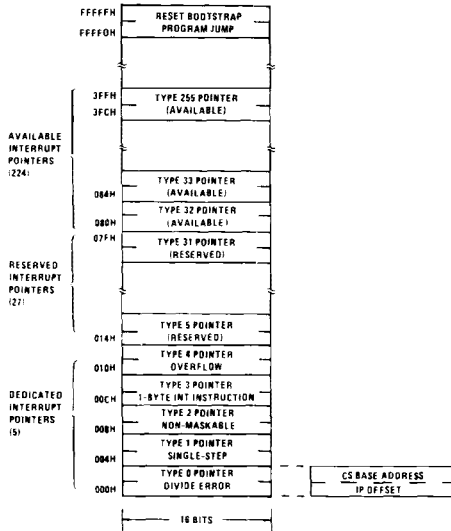 FFFFFH
RESET BOOTSTRAP
PROGRAM JUMP
FFFF0H
3FFH
TYPE 255 POINTER
(AVAILABLE)
3FCH
AVAILABLE
INTERRUPT
POINTERS
(224)
TYPE 33 POINTER
(AVAILABLE)
084H
TYPE 32 POINTER
(AVAILABLE)
080H
07FH
TYPE 31 POINTER
(RESERVED)
RESERVED
INTERRUPT
POINTERS
(27)
TYPE 5 POINTER
(RESERVED)
014H
TYPE 4 POINTER
OVERFLOW
010H
TYPE 3 POINTER
1-BYTE INT INSTRUCTION
00CH
DEDICATED
INTERRUPT
POINTERS
(5)
TYPE 2 POINTER
NON-MASKABLE
008H
TYPE 1 POINTER
SINGLE-STEP
004H
TYPE 0 POINTER
DIVIDE ERROR
000H
CS BASE ADDRESS
IP OFFSET
16 BITS